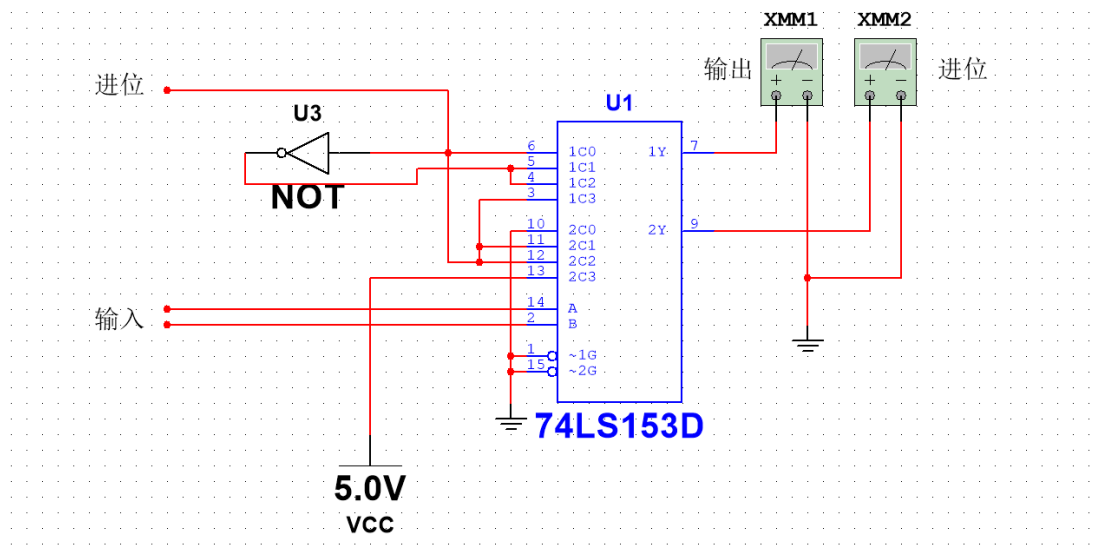 XMM1
XMM2
输出
进位
进位
U3
NOT
U1
6 1C0 1Y 7
5 1C1
4 1C2
3 1C3
10 2C0 2Y 9
11 2C1
12 2C2
13 2C3
输入
14 A
2 B
1 ~1G
15 ~2G
74LS153D
5.0V
VCC